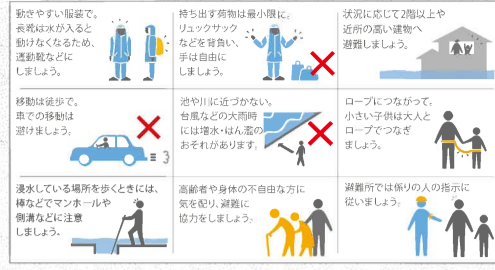 動きやすい服装で。
長靴は水が入ると
動けなくなるため、
運動靴などに
しましょう。
持ち出す荷物は最小限に。
リュックサック
などを背負い、
手は自由に
しましょう。
状況に応じて2階以上や
近所の高い建物へ
避難しましょう。
移動は徒歩で。
車での移動は
避けましょう。
池や川に近づかない。
台風などの大雨時
には増水・はん濫の
おそれがあります。
ロープにつながって。
小さい子供は大人と
ロープでつなぎ
ましょう。
浸水している場所を歩くときには、
棒などでマンホールや
側溝などに注意
しましょう。
高齢者や身体の不自由な方に
気を配り、避難に
協力をしましょう。
避難所では係りの人の指示に
従いましょう。